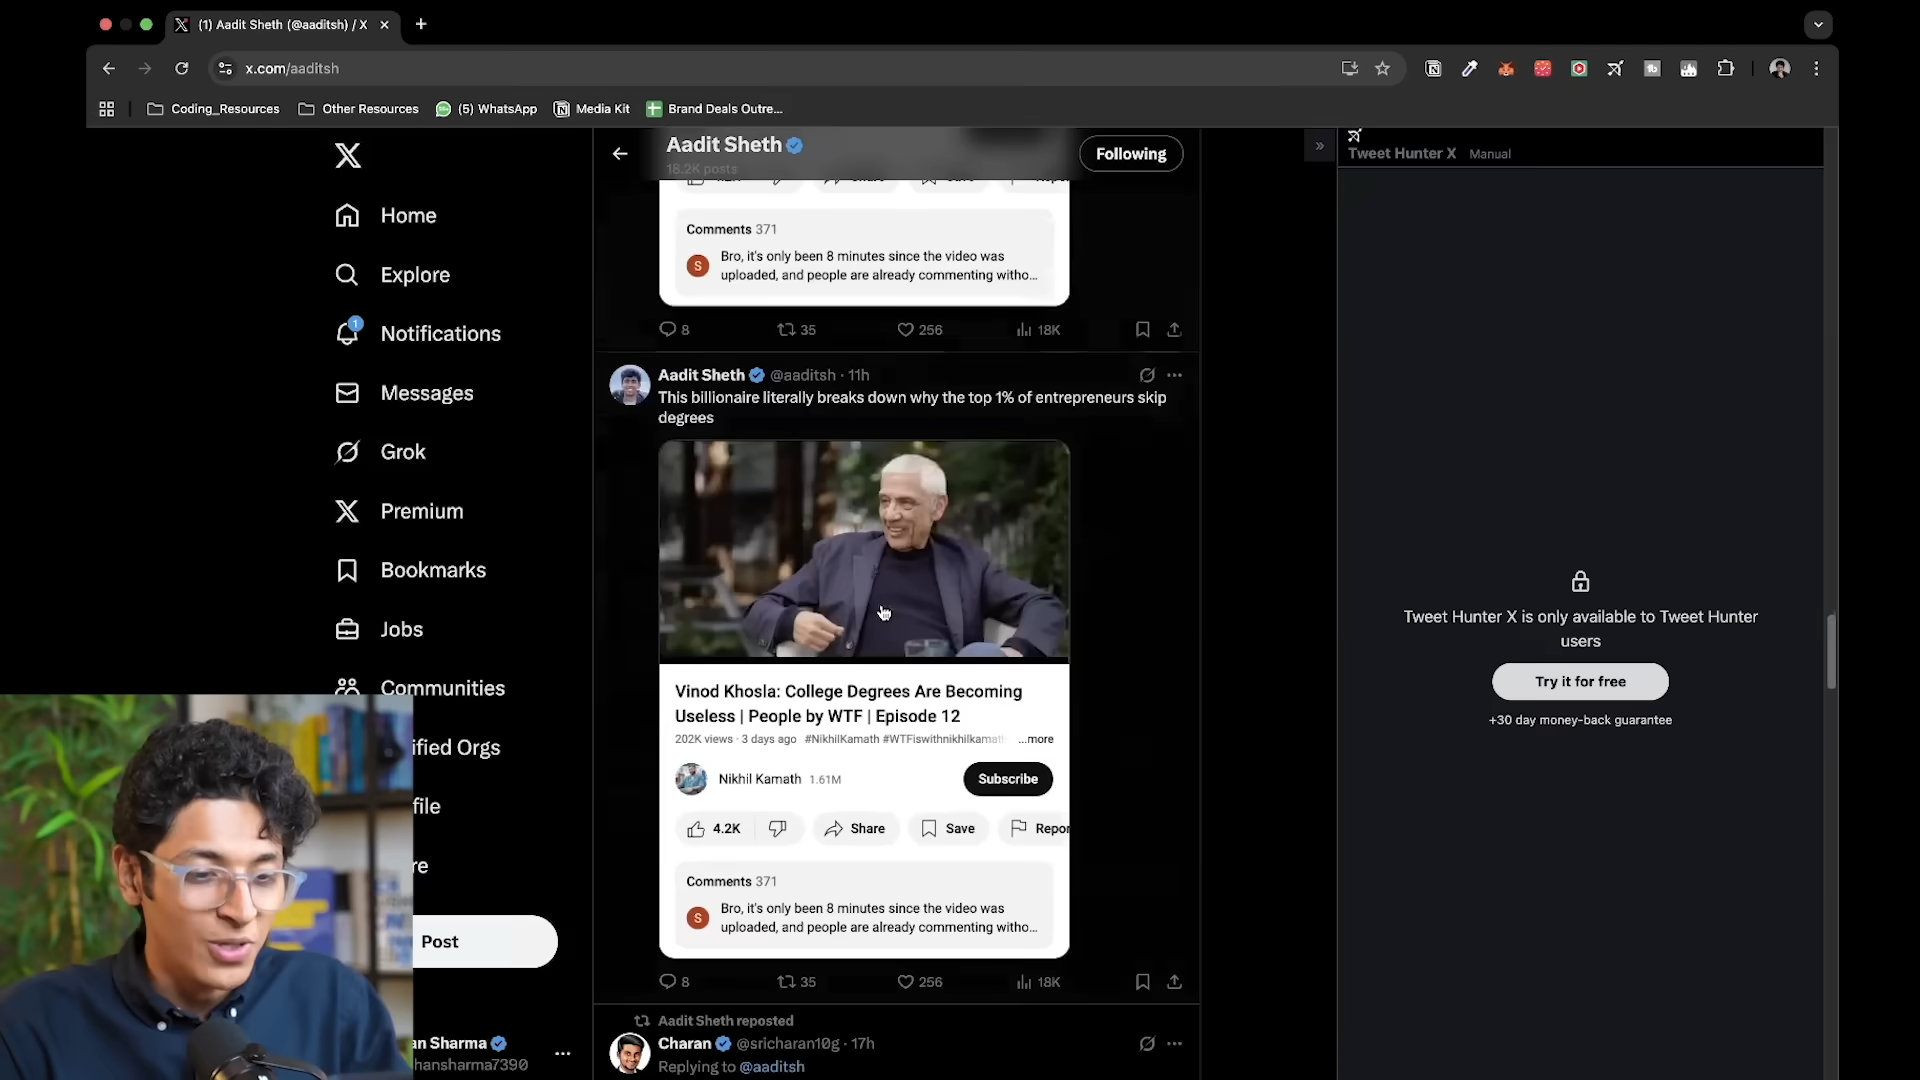 (1) Aadit Sheth (@aaditsh) / X
x.com/aaditsh
Coding_Resources
Other Resources
(5) WhatsApp
Media Kit
Brand Deals Outre...
Home
Explore
1
Notifications
Messages
Grok
Premium
Bookmarks
Jobs
Communities
ified Orgs
file
re
Post
an Sharma
hansharma7390
Aadit Sheth
18.2K posts
Following
Comments 371
S
Bro, it's only been 8 minutes since the video was
uploaded, and people are already commenting witho...
8 35 256 18K
Aadit Sheth @aaditsh · 11h
This billionaire literally breaks down why the top 1% of entrepreneurs skip
degrees
Vinod Khosla: College Degrees Are Becoming
Useless | People by WTF | Episode 12
202K views · 3 days ago #NikhilKamath #WTFiswithnikhilkamat ...more
Nikhil Kamath 1.61M
Subscribe
4.2K
Share
Save
Repor
Comments 371
S
Bro, it's only been 8 minutes since the video was
uploaded, and people are already commenting witho...
8 35 256 18K
Aadit Sheth reposted
Charan @sricharan10g · 17h
Replying to @aaditsh
Tweet Hunter X Manual
Tweet Hunter X is only available to Tweet Hunter
users
Try it for free
+30 day money-back guarantee